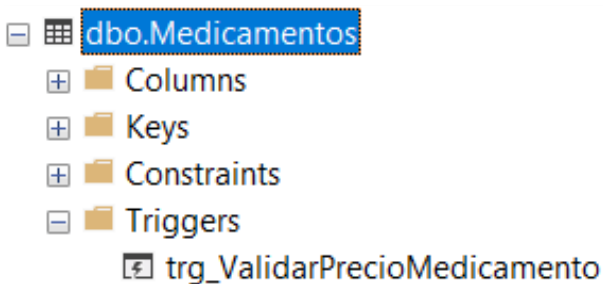 dbo.Medicamentos
Columns
Keys
Constraints
Triggers
trg_ValidarPrecioMedicamento